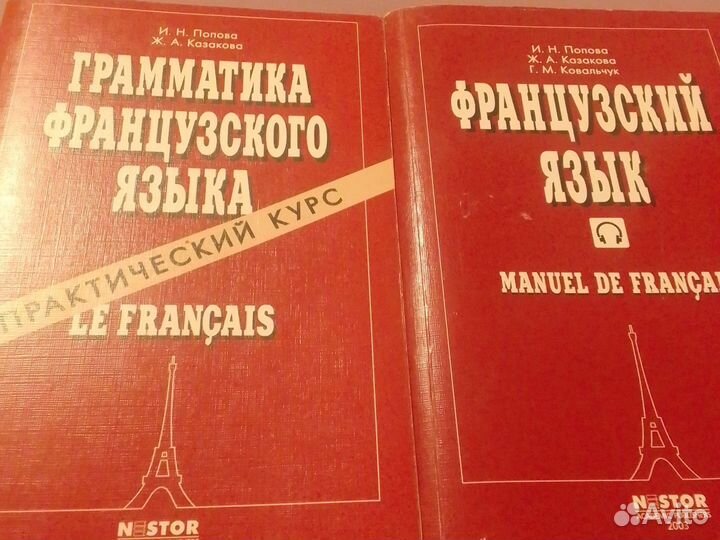 И. Н. Попова
Ж. А. Казакова
ГРАММАТИКА
ФРАНЦУЗСКОГО
ЯЗЫКА
ПРАКТИЧЕСКИЙ КУРС
LE FRANÇAIS
NESTOR
И. Н. Попова
Ж. А. Казакова
Г. М. Ковальчук
ФРАНЦУЗСКИЙ
ЯЗЫК
MANUEL DE FRANÇAI
NESTOR
2003
Avito